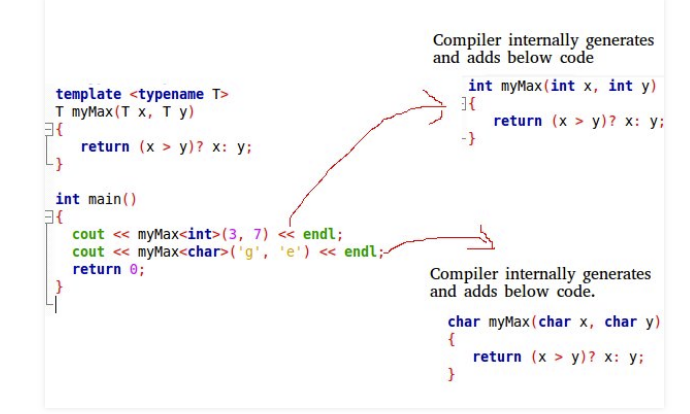 template <typename T>
T myMax(T x, T y)
{
return (x > y)? x: y;
}
int main()
{
cout << myMax<int>(3, 7) << endl;
cout << myMax<char>('g', 'e') << endl;
return 0;
}
Compiler internally generates
and adds below code
int myMax(int x, int y)
{
return (x > y)? x: y;
}
Compiler internally generates
and adds below code.
char myMax(char x, char y)
{
return (x > y)? x: y;
}